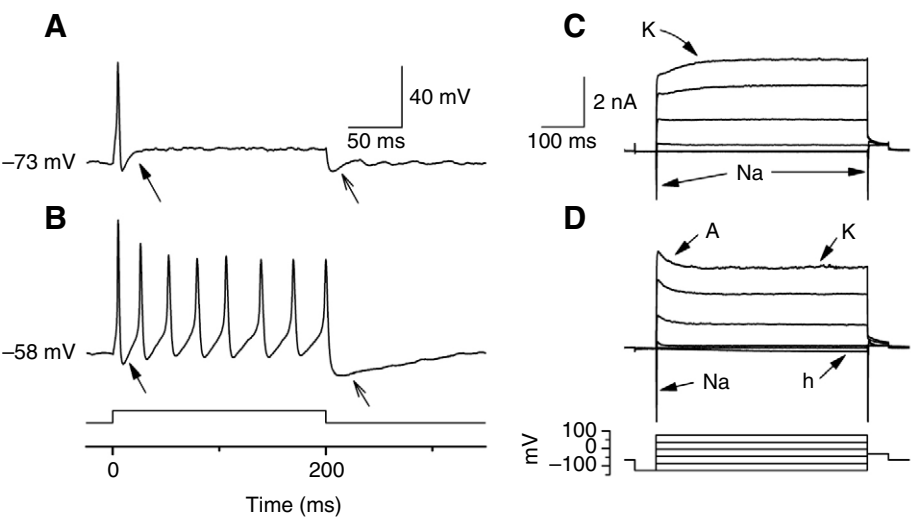 A
40 mV
50 ms
–73 mV
B
–58 mV
0
200
Time (ms)
C
K
2 nA
100 ms
Na
D
A
K
Na
h
mV
100
0
–100